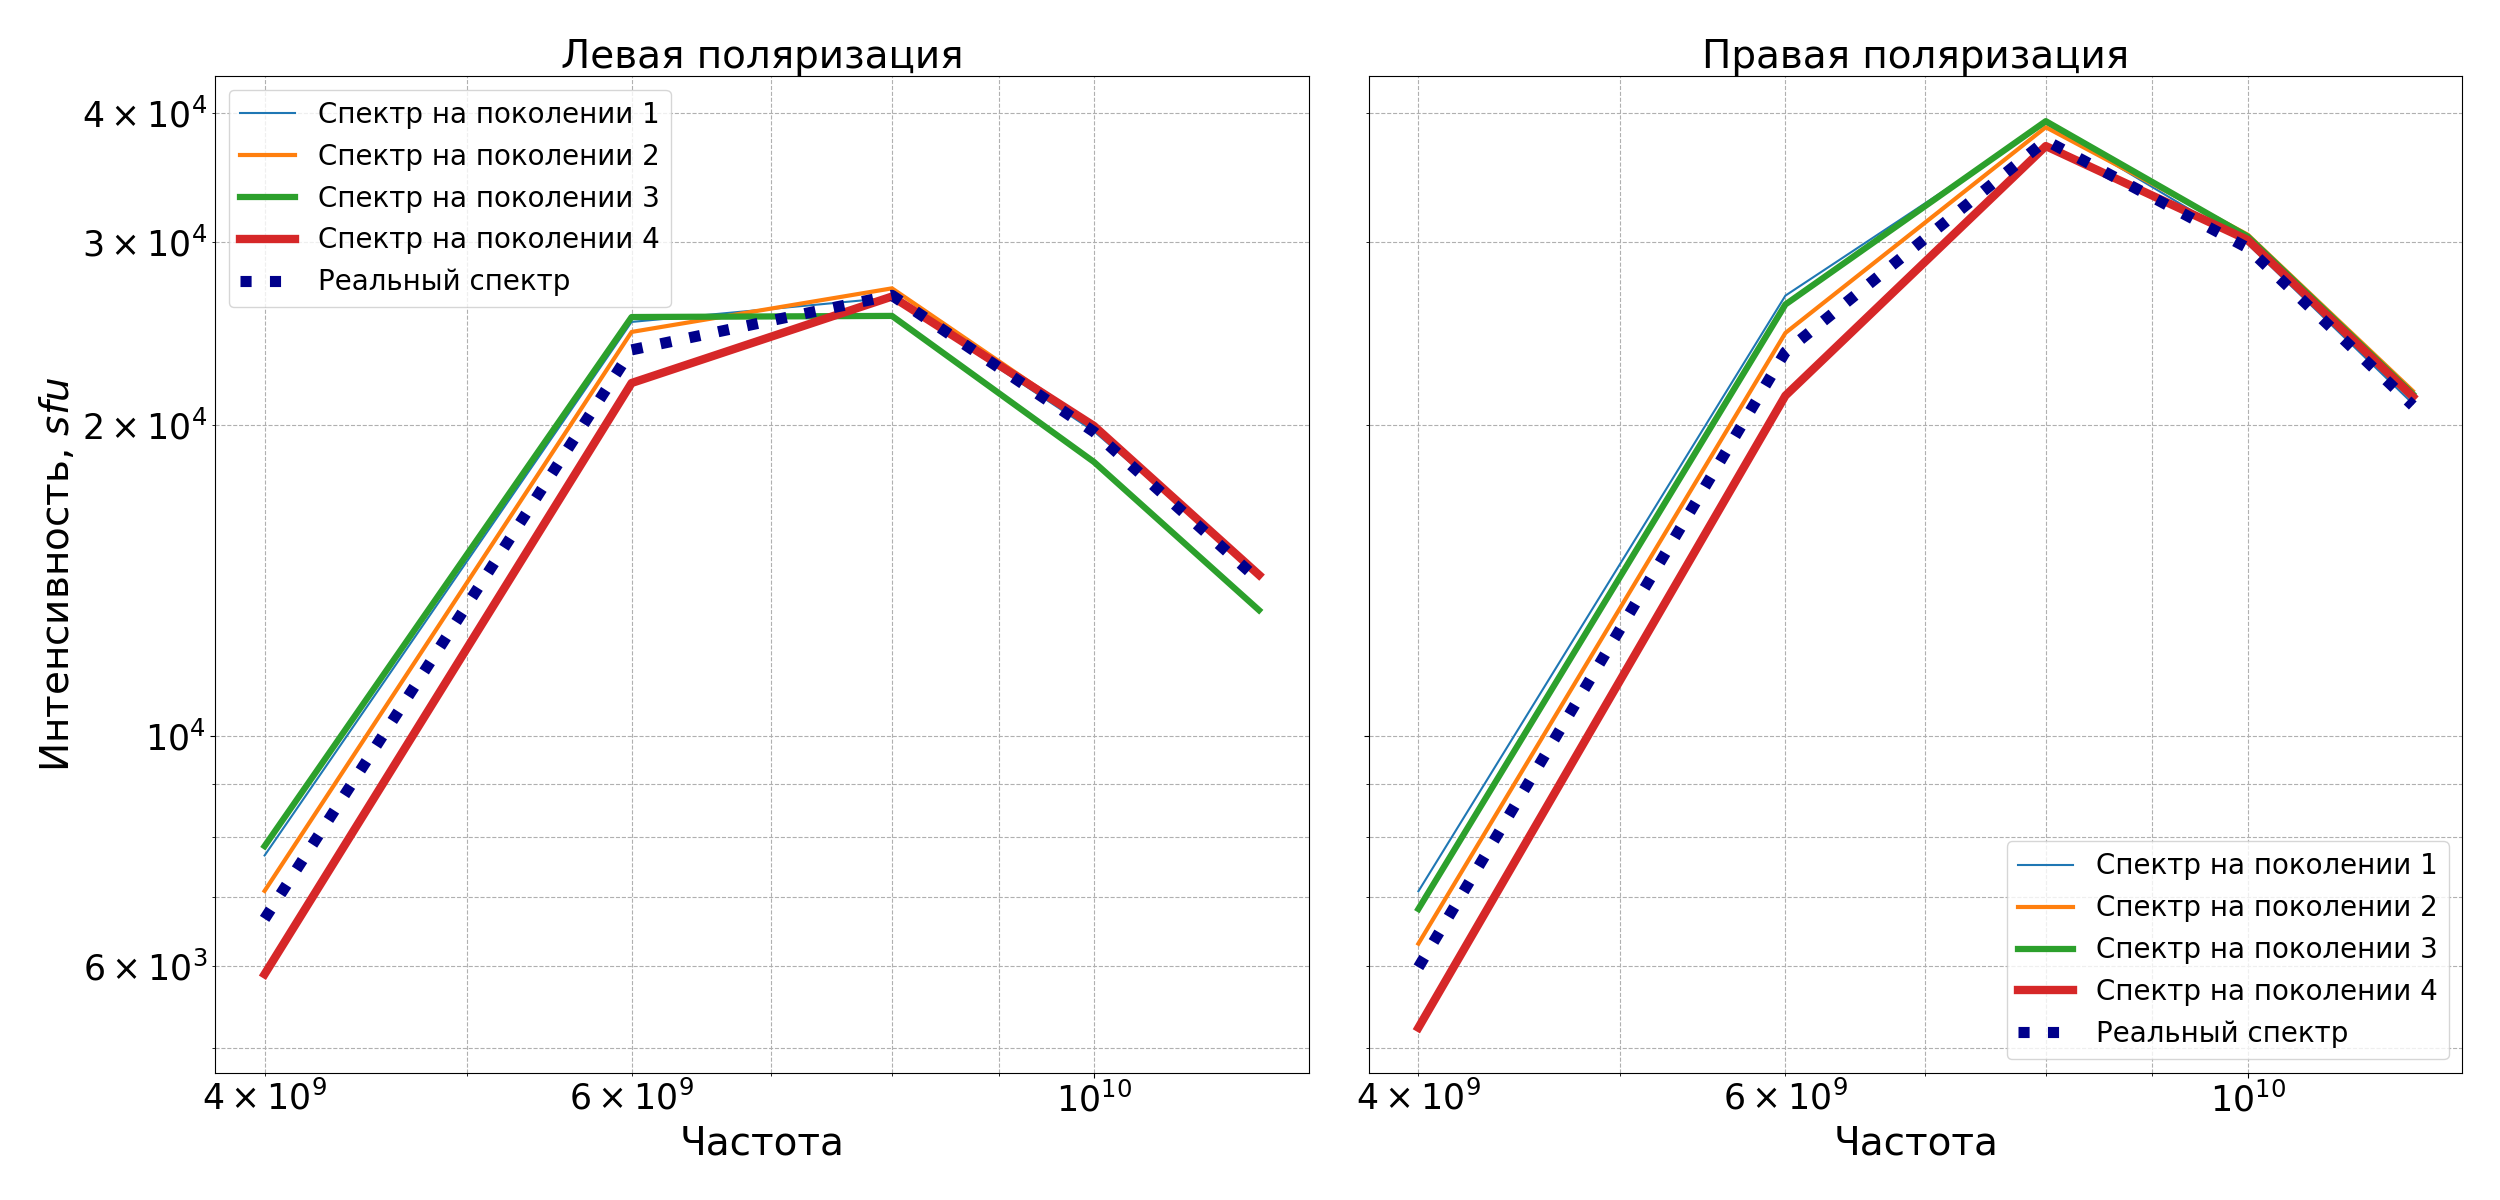 Левая поляризация
Правая поляризация
Интенсивность, sfu
4 × 10⁴
3 × 10⁴
2 × 10⁴
10⁴
6 × 10³
Спектр на поколении 1
Спектр на поколении 2
Спектр на поколении 3
Спектр на поколении 4
Реальный спектр
4 × 10⁹
6 × 10⁹
10¹⁰
Частота
Спектр на поколении 1
Спектр на поколении 2
Спектр на поколении 3
Спектр на поколении 4
Реальный спектр
4 × 10⁹
6 × 10⁹
10¹⁰
Частота